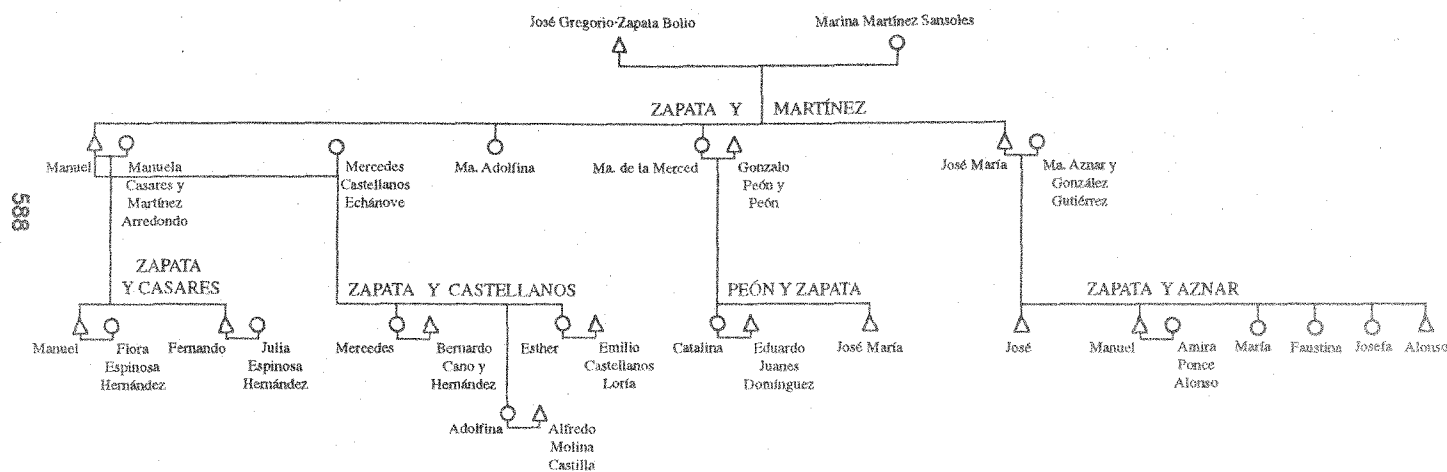 José Gregorio Zapata Bolio
Marina Martínez Sansoles
ZAPATA Y MARTÍNEZ
Manuel
Manuela
Casares y
Martínez
Arredondo
Mercedes
Castellanos
Echánove
Ma. Adolfina
Ma. de la Merced
Gonzalo
Peón y
Peón
José María
Ma. Aznar y
González
Gutiérrez
588
ZAPATA
Y CASARES
ZAPATA Y CASTELLANOS
PEÓN Y ZAPATA
ZAPATA Y AZNAR
Manuel
Flora
Espinosa
Hernández
Fernando
Julia
Espinosa
Hernández
Mercedes
Bernardo
Cano y
Hernández
Esther
Emilio
Castellanos
Loría
Catalina
Eduardo
Juanes
Domínguez
José María
José
Manuel
Amira
Ponce
Alonso
María
Faustina
Josefa
Alonso
Adolfina
Alfredo
Molina
Castilla